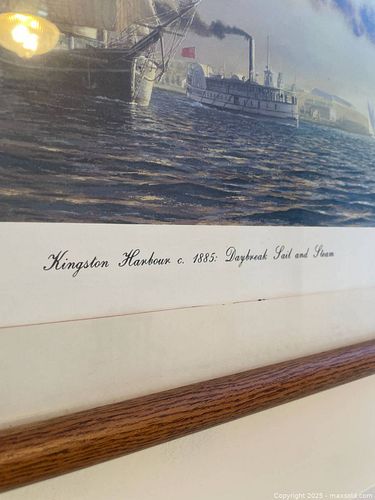 Kingston Harbour c. 1885: Daybreak Sail and Steam
Copyright 2025 - maxsold.com